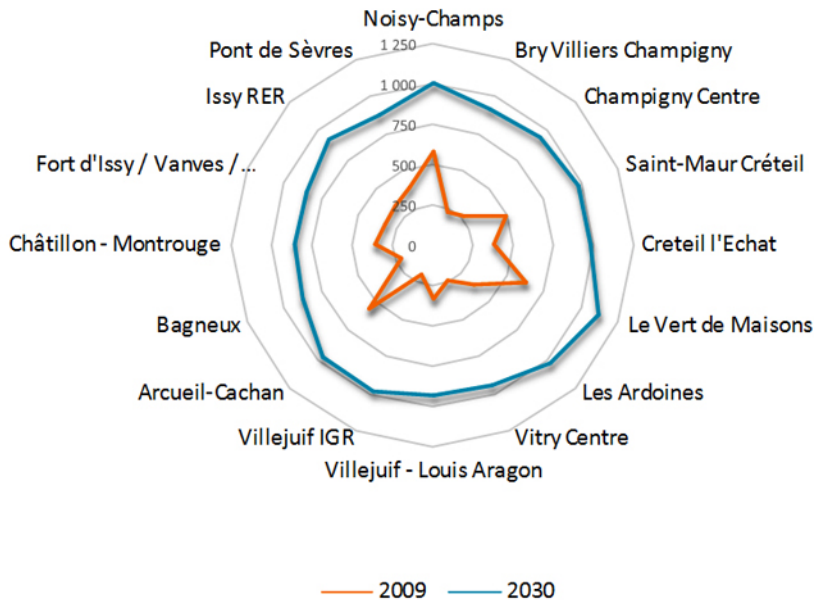 Noisy-Champs
Pont de Sèvres
1 250
Bry Villiers Champigny
Issy RER
1 000
Champigny Centre
750
Fort d'Issy / Vanves /...
500
Saint-Maur Créteil
250
Châtillon - Montrouge
0
Creteil l'Echat
Bagneux
Le Vert de Maisons
Arcueil-Cachan
Les Ardoines
Villejuif IGR
Vitry Centre
Villejuif - Louis Aragon
2009
2030